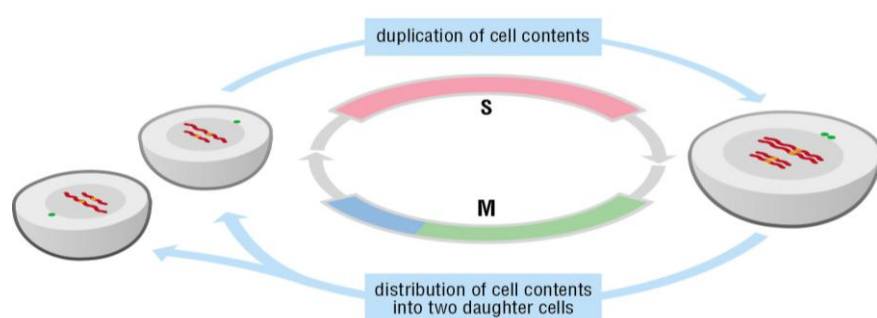 duplication of cell contents
S
M
distribution of cell contents
into two daughter cells